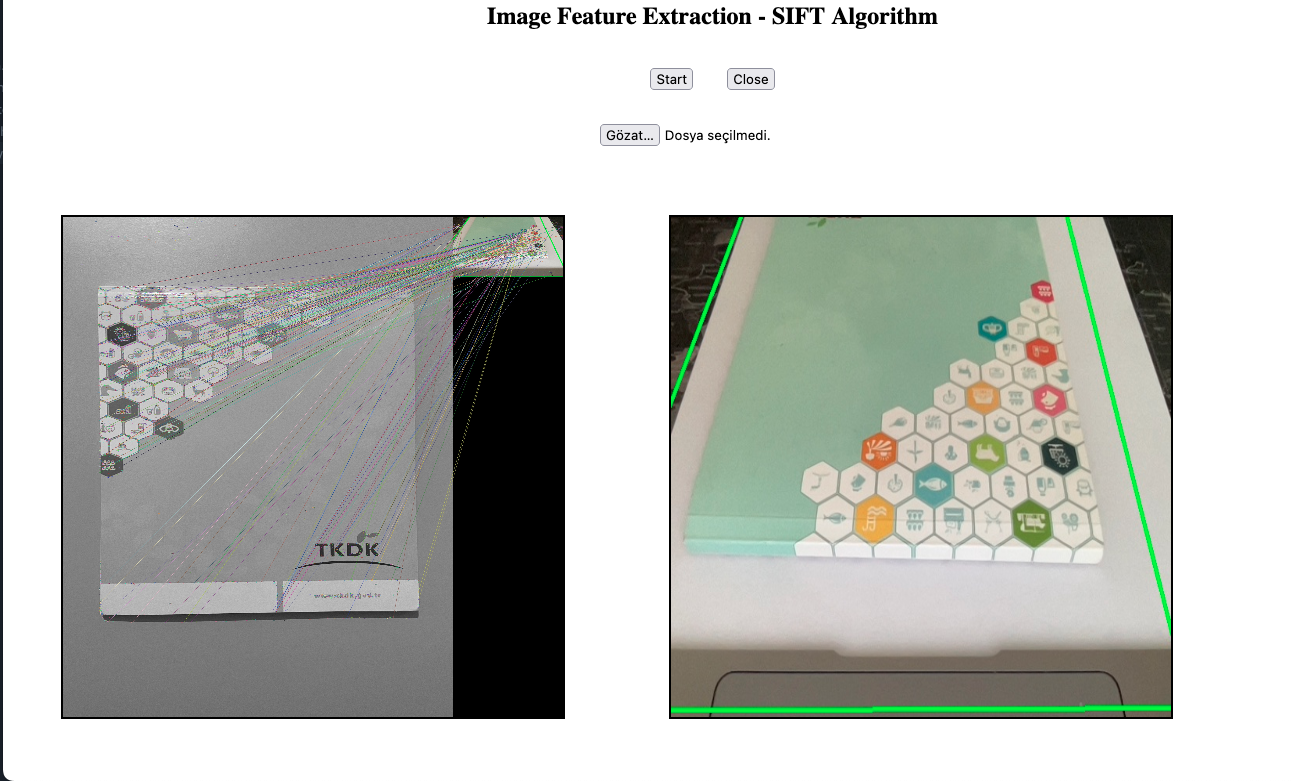 Image Feature Extraction - SIFT Algorithm
Start Close
Gözat... Dosya seçilmedi.
TKDK